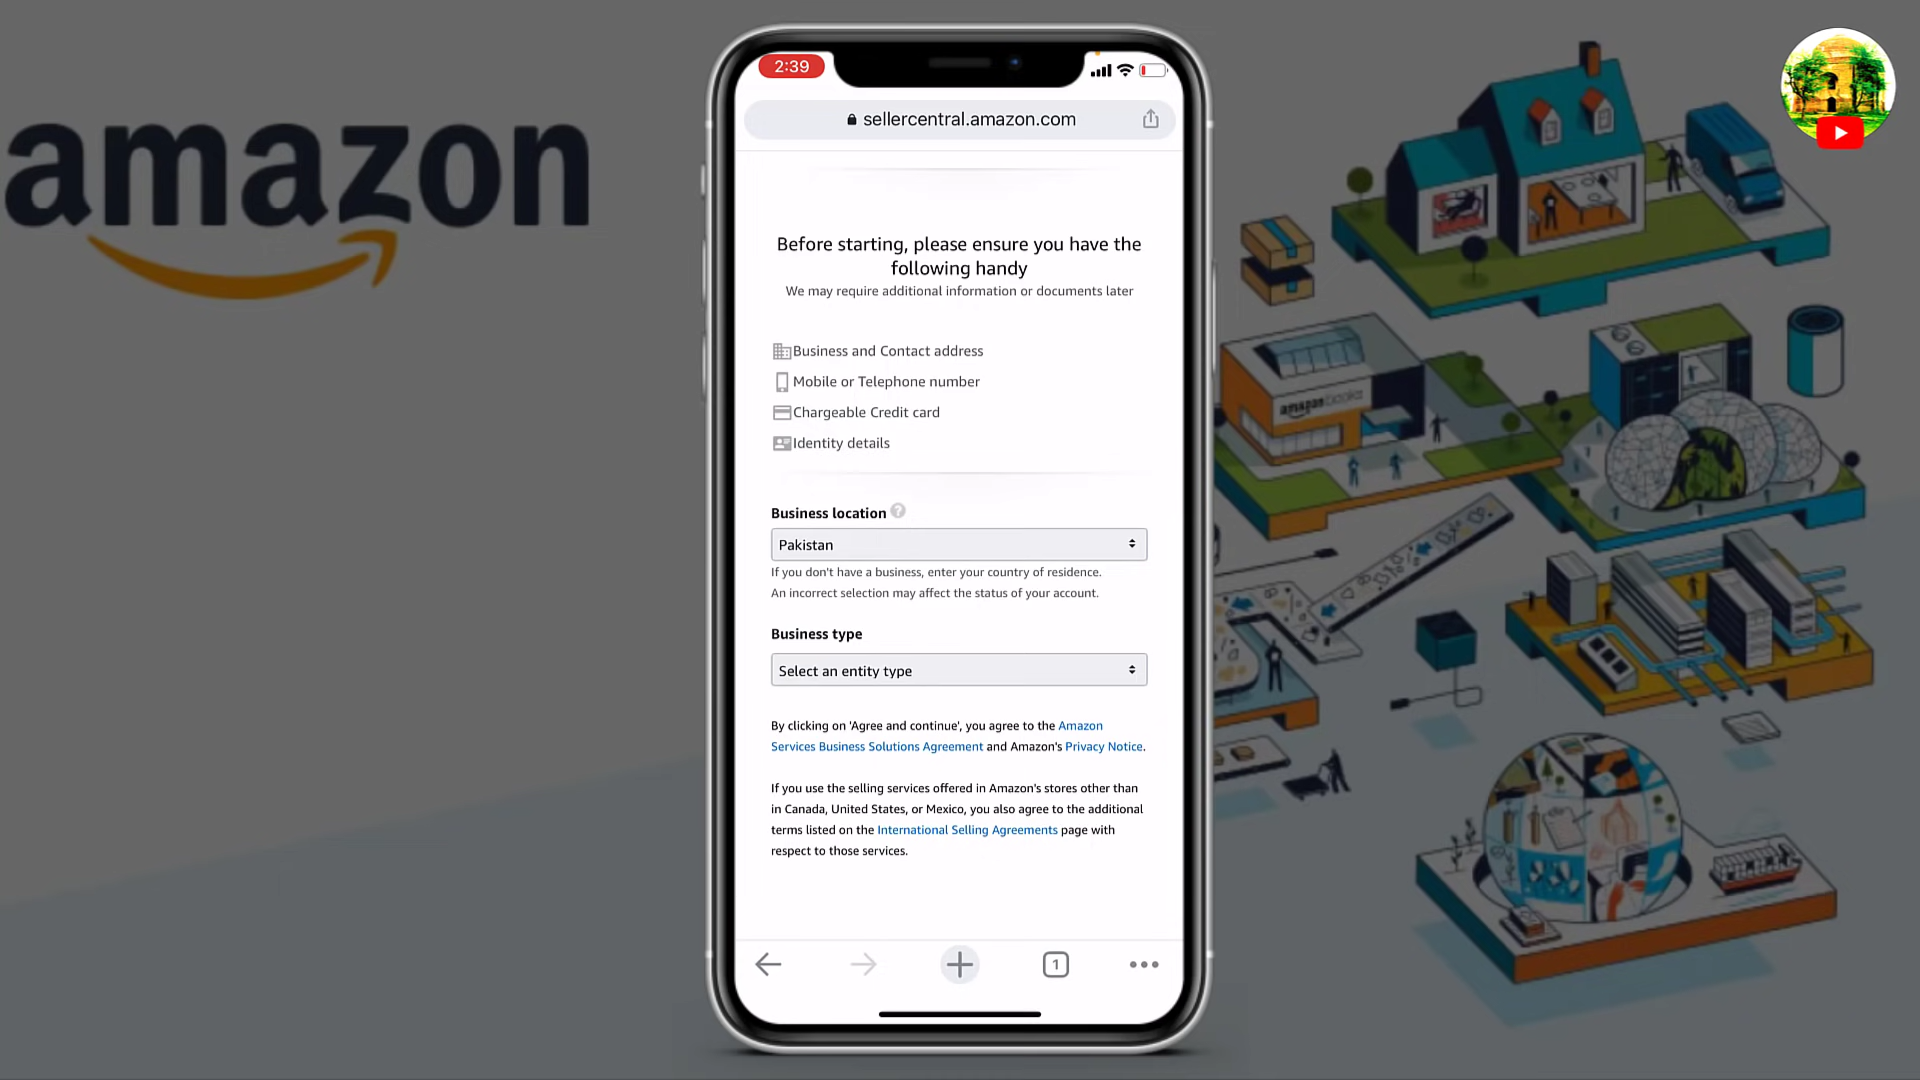 amazon
2:39
sellercentral.amazon.com
Before starting, please ensure you have the
following handy
We may require additional information or documents later
Business and Contact address
Mobile or Telephone number
Chargeable Credit card
Identity details
Business location
Pakistan
If you don't have a business, enter your country of residence.
An incorrect selection may affect the status of your account.
Business type
Select an entity type
By clicking on 'Agree and continue', you agree to the Amazon
Services Business Solutions Agreement and Amazon's Privacy Notice.
If you use the selling services offered in Amazon's stores other than
in Canada, United States, or Mexico, you also agree to the additional
terms listed on the International Selling Agreements page with
respect to those services.
1
amazonbooks